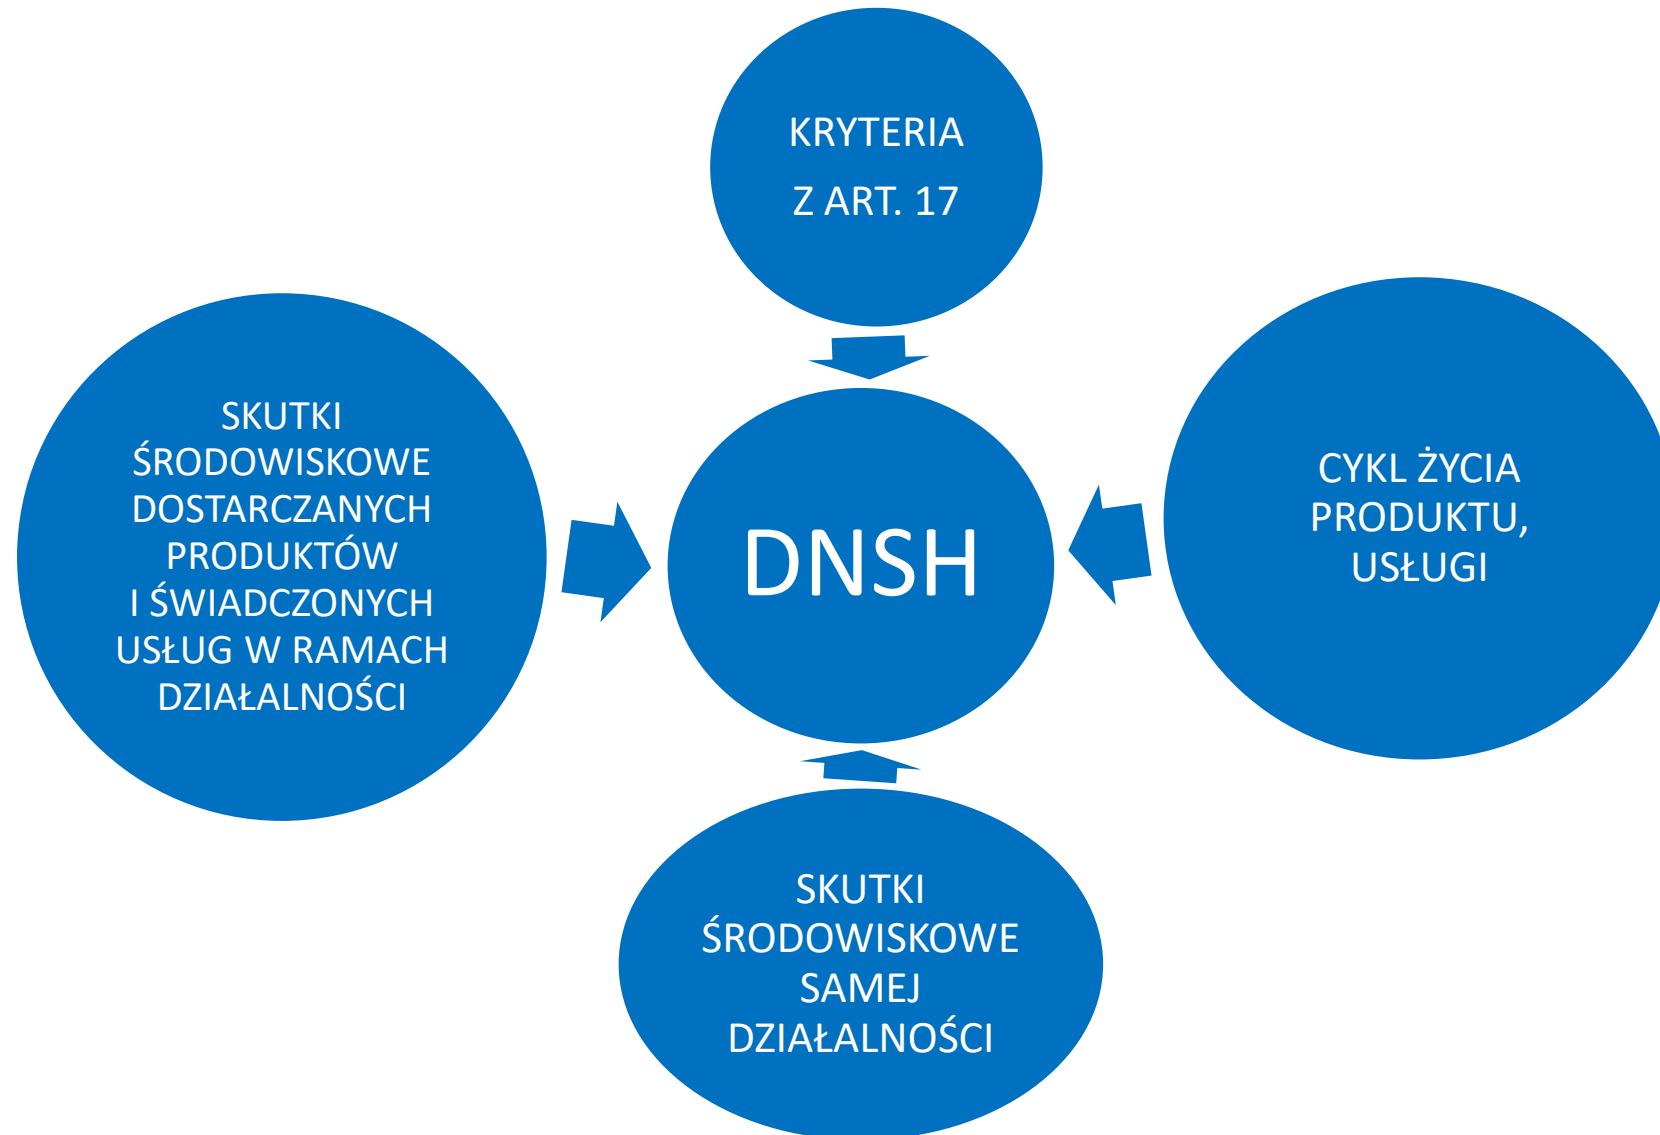 KRYTERIA
Z ART. 17
SKUTKI
ŚRODOWISKOWE
DOSTARCZANYCH
PRODUKTÓW
I ŚWIADCZONYCH
USŁUG W RAMACH
DZIAŁALNOŚCI
DNSH
CYKL ŻYCIA
PRODUKTU,
USŁUGI
SKUTKI
ŚRODOWISKOWE
SAMEJ
DZIAŁALNOŚCI